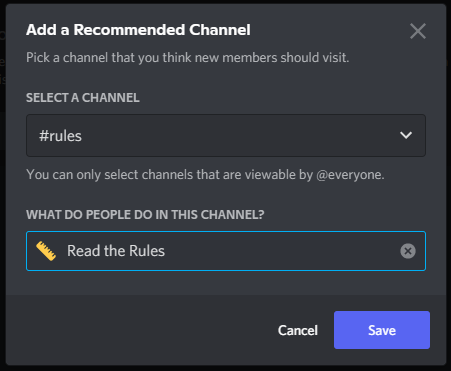 Add a Recommended Channel
Pick a channel that you think new members should visit.
SELECT A CHANNEL
#rules
You can only select channels that are viewable by @everyone.
WHAT DO PEOPLE DO IN THIS CHANNEL?
Read the Rules
Cancel Save